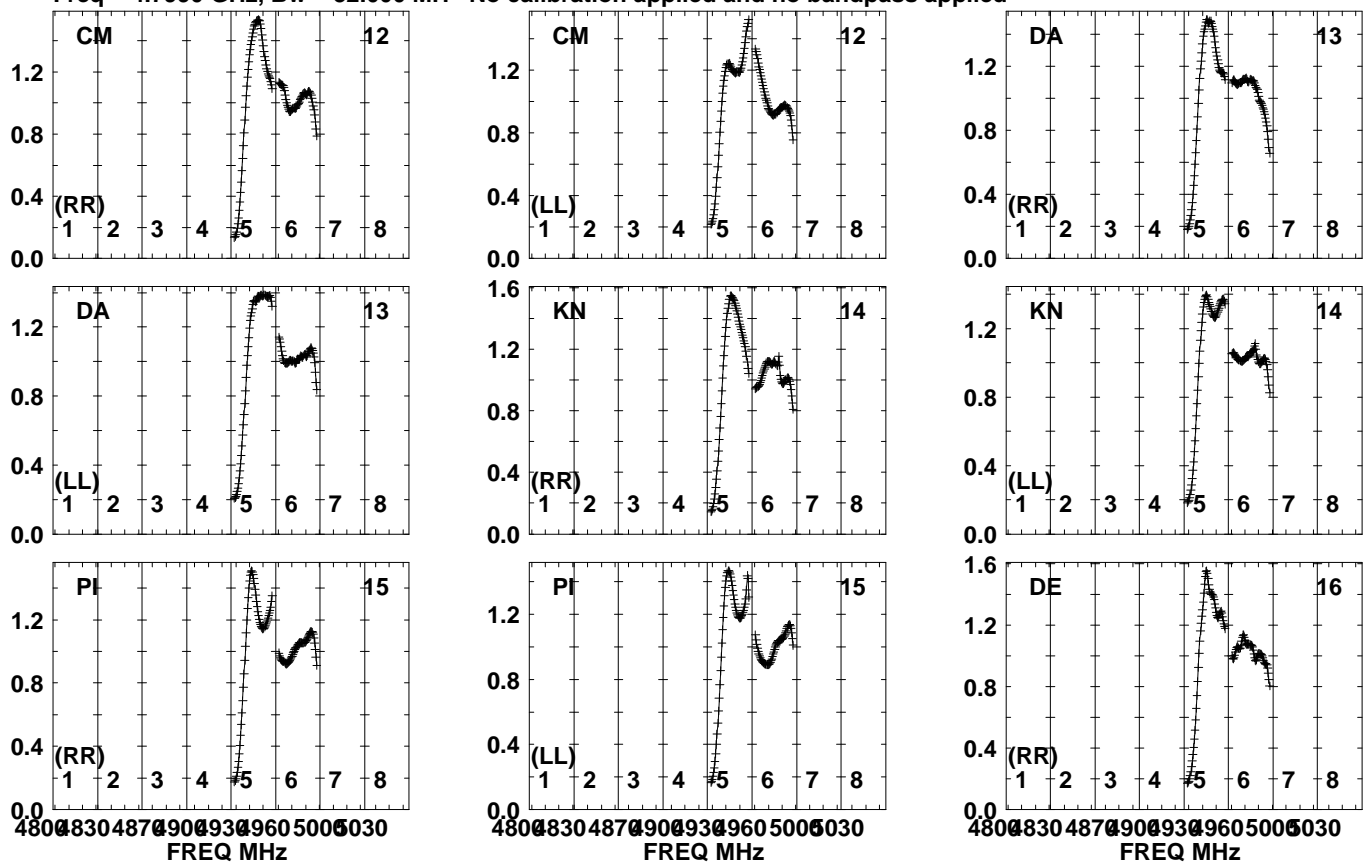 No calibration applied and no bandpass applied
CM 12 CM 12 DA 13
1.2 1.2 1.2
0.8 0.8 0.8
0.4 0.4 0.4
(RR) (LL) (RR)
1 2 3 4 5 6 7 8 1 2 3 4 5 6 7 8 1 2 3 4 5 6 7 8
0.0 0.0 0.0
DA 13 KN 14 KN 14
1.6
1.2 1.2 1.2
0.8 0.8 0.8
0.4 0.4 0.4
(LL) (RR) (LL)
1 2 3 4 5 6 7 8 1 2 3 4 5 6 7 8 1 2 3 4 5 6 7 8
0.0 0.0 0.0
PI 15 PI 15 DE 16
1.6
1.2 1.2 1.2
0.8 0.8 0.8
0.4 0.4 0.4
(RR) (LL) (RR)
1 2 3 4 5 6 7 8 1 2 3 4 5 6 7 8 1 2 3 4 5 6 7 8
0.0 0.0 0.0
4800 4830 4870 4900 4930 4960 5000 5030 4800 4830 4870 4900 4930 4960 5000 5030 4800 4830 4870 4900 4930 4960 5000 5030
FREQ MHz FREQ MHz FREQ MHz